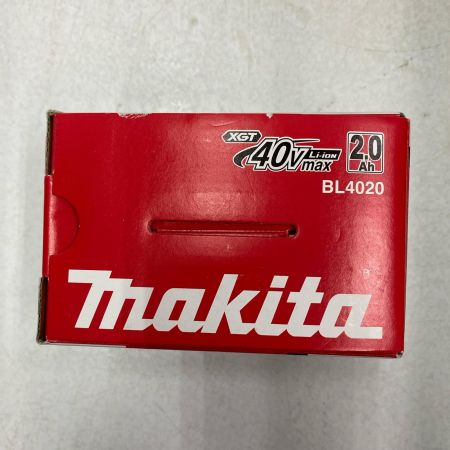 XGT
40Vmax Li-ion
2.0 Ah
BL4020
makita